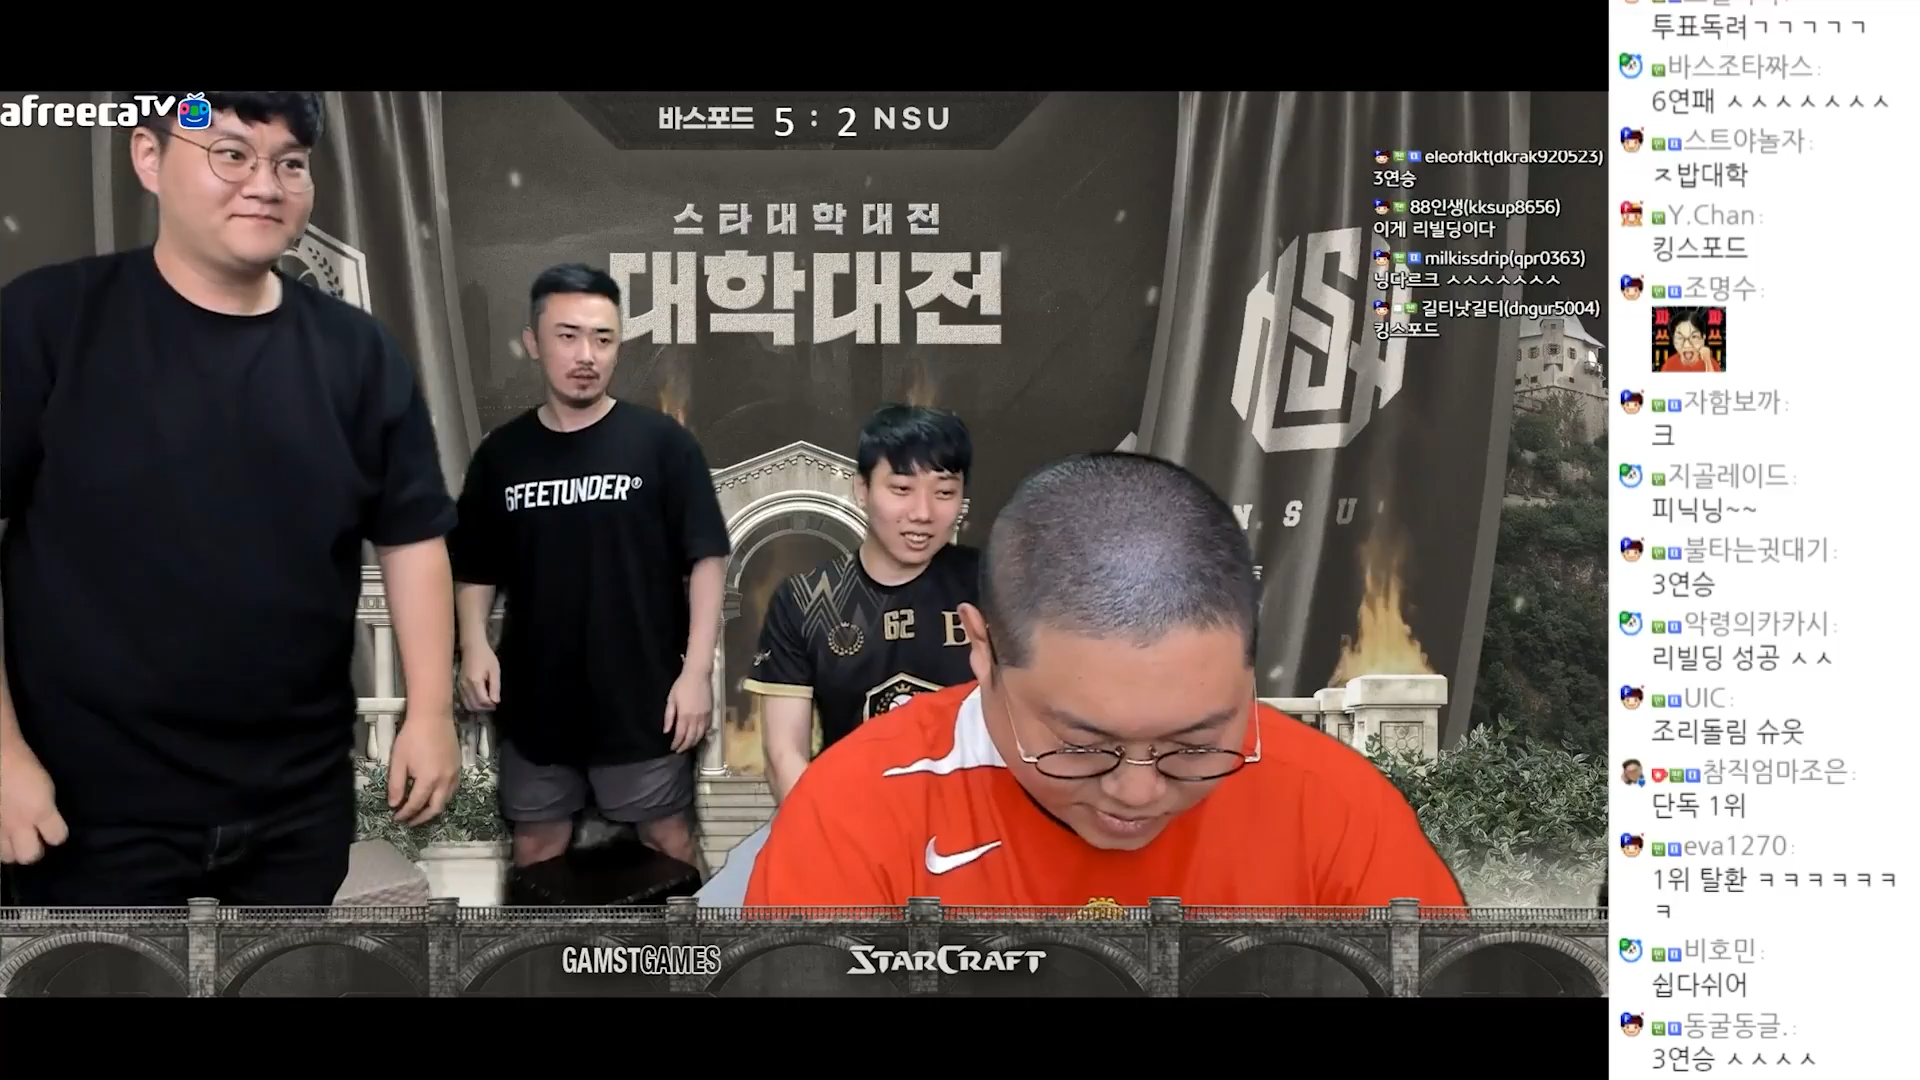 afreecaTV
바스포드 5 : 2 NSU
스타대학대전
대학대전
NSU
6FEETUNDER®
62 B
GAMSTGAMES
STARCRAFT
eleotdkt(dkrak920523)
3연승
88인생(kksup8656)
이게 리빌딩이다
milkissdrip(qpr0363)
닝다르크 ㅅㅅㅅㅅㅅㅅㅅ
길티낫길티(dngur5004)
킹스포드
투표독려ㄱㄱㄱㄱㄱ
바스조타짜스:
6연패 ㅅㅅㅅㅅㅅㅅㅅ
스트야놀자:
ㅈ밥대학
Y.Chan:
킹스포드
조명수:
자함보까:
크
지골레이드:
피닉닝~~
불타는귓대기:
3연승
악령의카카시:
리빌딩 성공 ㅅㅅ
UIC:
조리돌림 슈웃
참직엄마조은:
단독 1위
eva1270:
1위 탈환 ㅋㅋㅋㅋㅋㅋ
ㅋ
비호민:
쉽다쉬어
동굴동글.:
3연승 ㅅㅅㅅㅅ